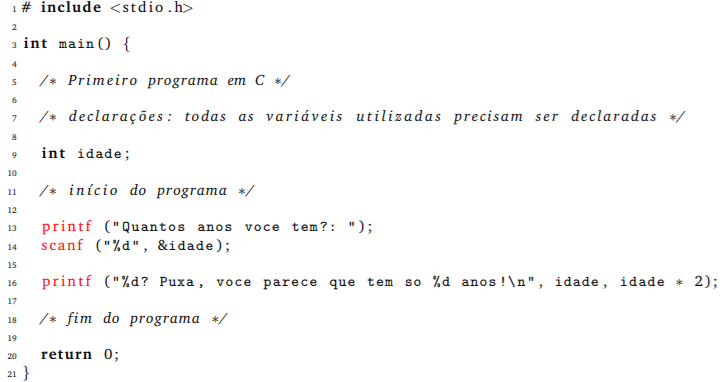 1 # include <stdio.h>
2
3 int main() {
4
5 /* Primeiro programa em C */
6
7 /* declarações: todas as variáveis utilizadas precisam ser declaradas */
8
9 int idade;
10
11 /* início do programa */
12
13 printf ("Quantos anos voce tem?: ");
14 scanf ("%d", &idade);
15
16 printf ("%d? Puxa, voce parece que tem so %d anos!\n", idade, idade * 2);
17
18 /* fim do programa */
19
20 return 0;
21 }